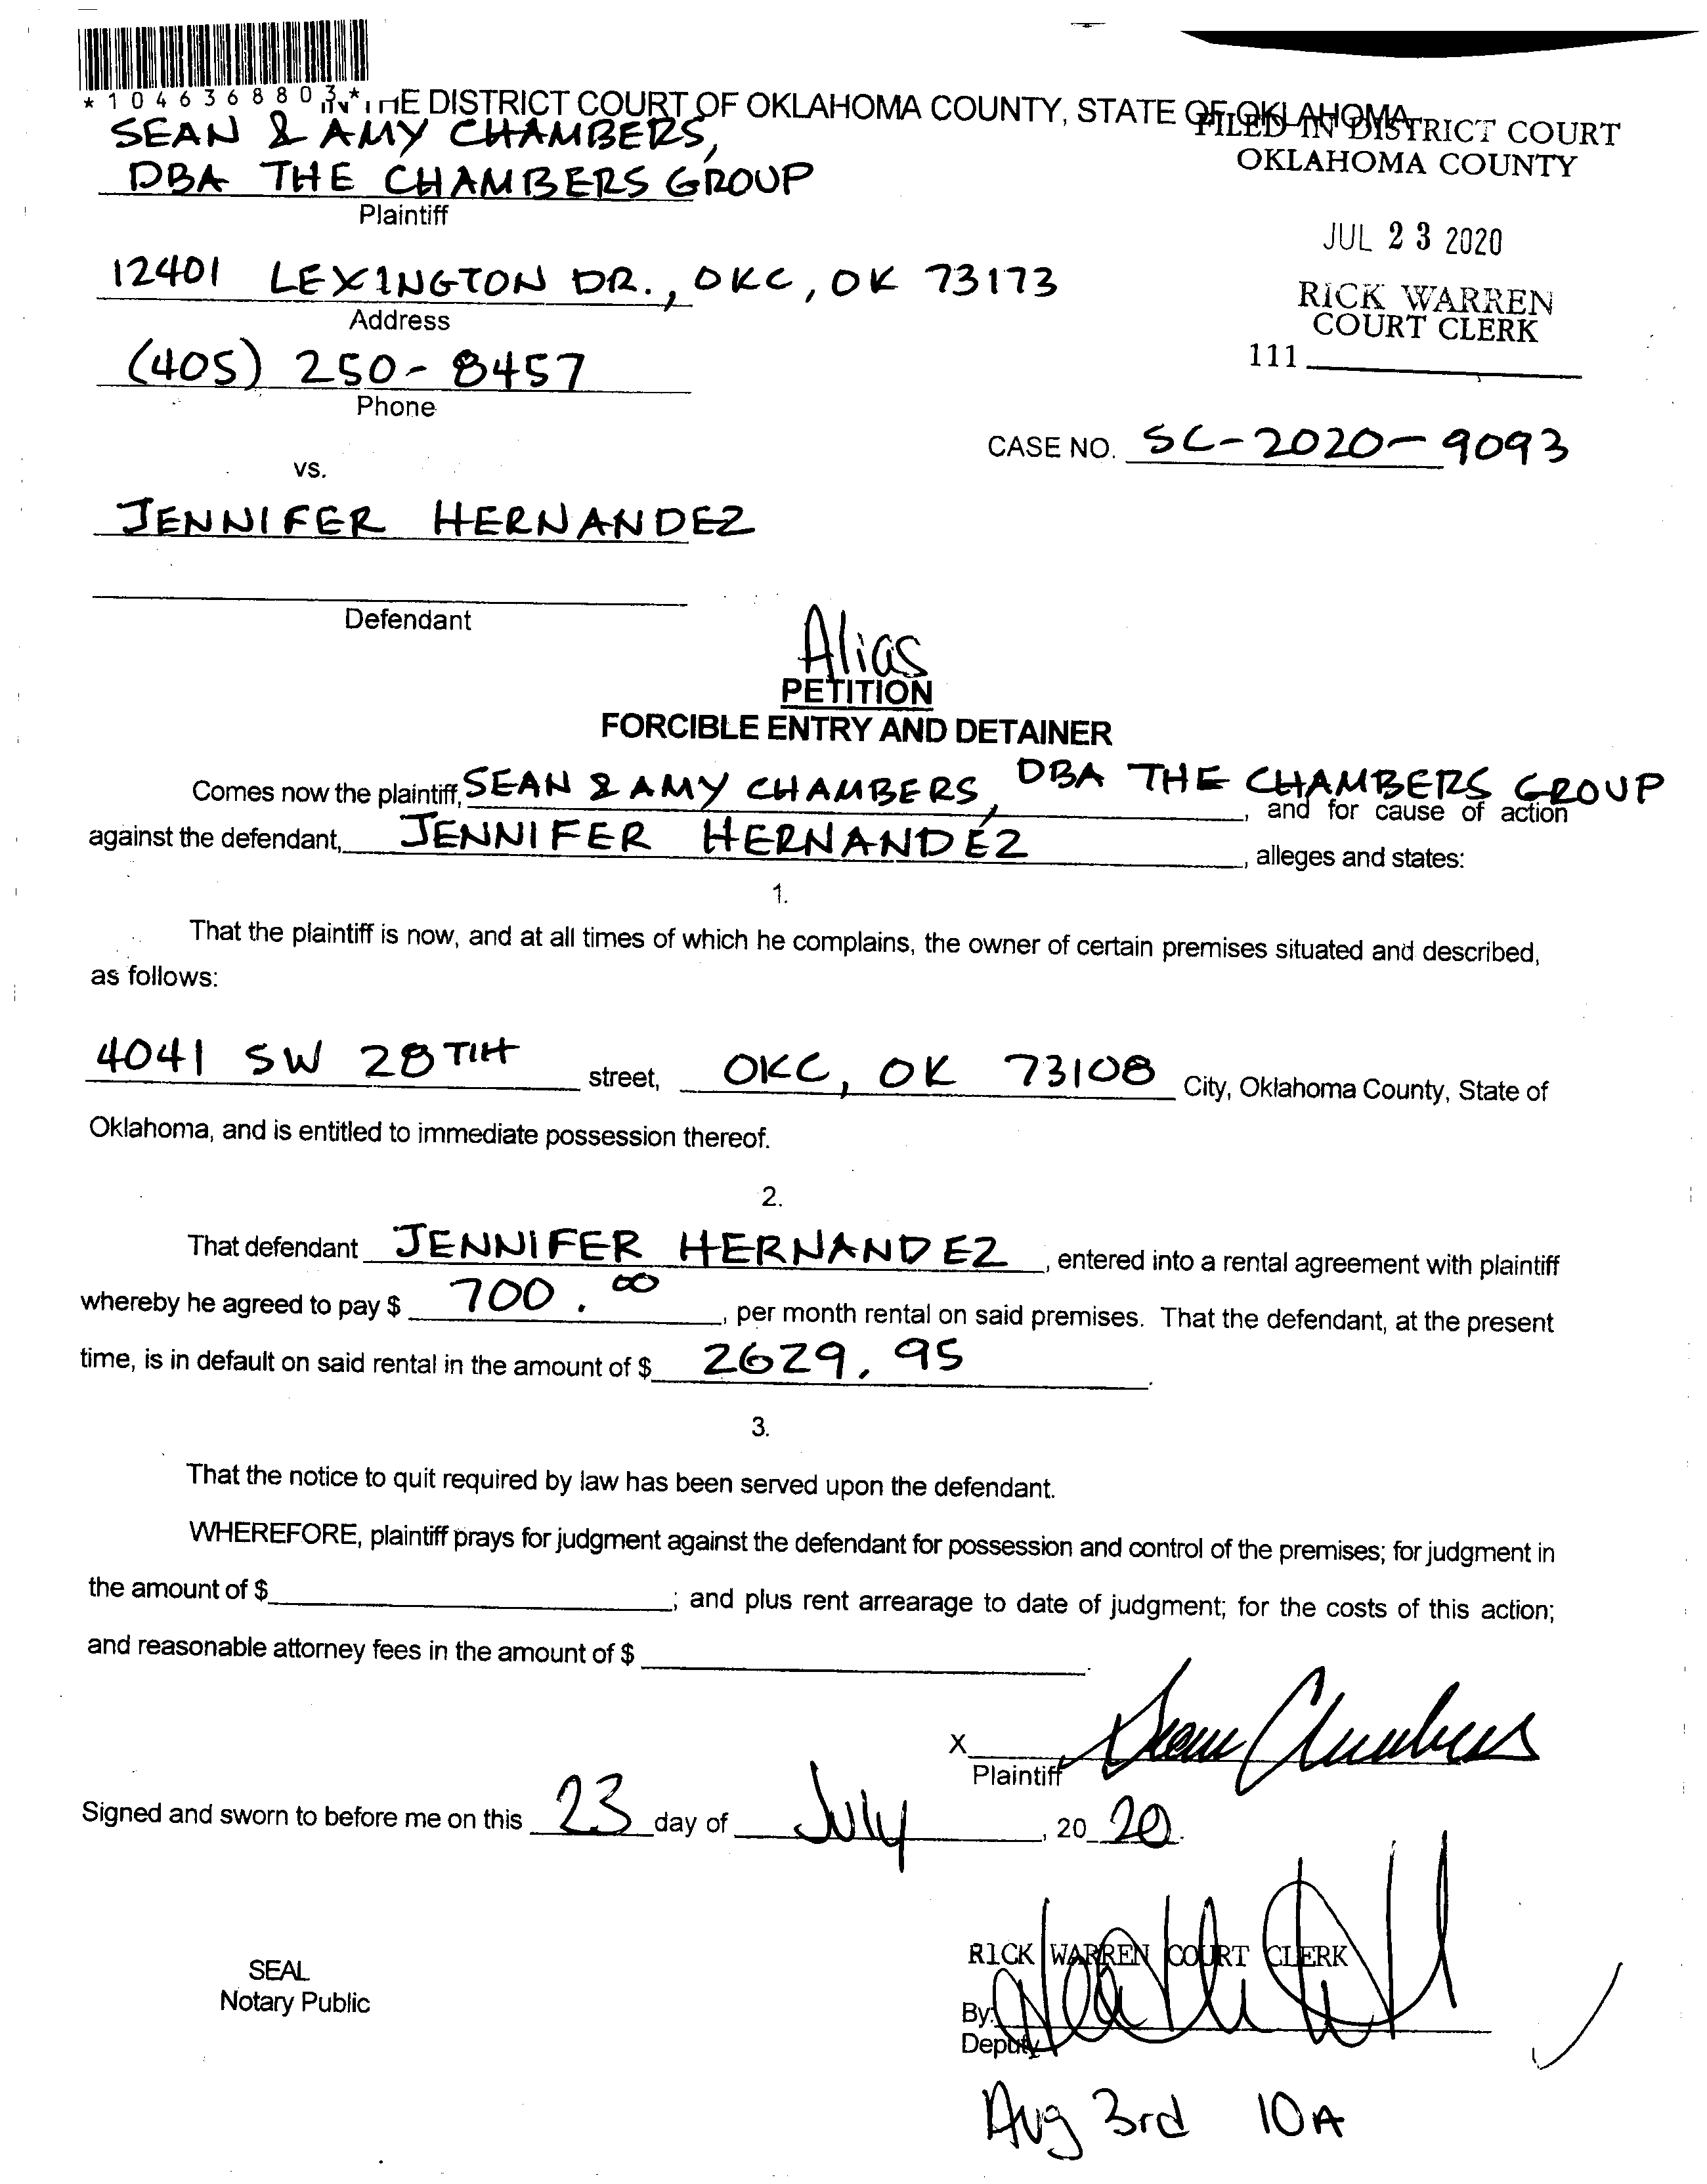 *1046368803*
IN THE DISTRICT COURT OF OKLAHOMA COUNTY, STATE OF OKLAHOMA
FILED IN DISTRICT COURT
OKLAHOMA COUNTY
JUL 23 2020
RICK WARREN
COURT CLERK
111
SEAN & AMY CHAMBERS,
DBA THE CHAMBERS GROUP
Plaintiff
12401 LEXINGTON DR., OKC, OK 73173
Address
(405) 250-8457
Phone
CASE NO. SC-2020-9093
vs.
JENNIFER HERNANDEZ
Defendant
Alias
PETITION
FORCIBLE ENTRY AND DETAINER
Comes now the plaintiff, SEAN & AMY CHAMBERS, DBA THE CHAMBERS GROUP, and for cause of action
against the defendant, JENNIFER HERNANDEZ, alleges and states:
1.
That the plaintiff is now, and at all times of which he complains, the owner of certain premises situated and described,
as follows:
4041 SW 28TH street, OKC, OK 73108 City, Oklahoma County, State of
Oklahoma, and is entitled to immediate possession thereof.
2.
That defendant JENNIFER HERNANDEZ, entered into a rental agreement with plaintiff
whereby he agreed to pay $ 700.00, per month rental on said premises. That the defendant, at the present
time, is in default on said rental in the amount of $ 2629.95.
3.
That the notice to quit required by law has been served upon the defendant.
WHEREFORE, plaintiff prays for judgment against the defendant for possession and control of the premises; for judgment in
the amount of $ ; and plus rent arrearage to date of judgment; for the costs of this action;
and reasonable attorney fees in the amount of $ .
X Sean Chambers
Plaintiff
Signed and sworn to before me on this 23 day of July, 20 20.
SEAL
Notary Public
RICK WARREN COURT CLERK
By:
Deputy
Aug 3rd 10A